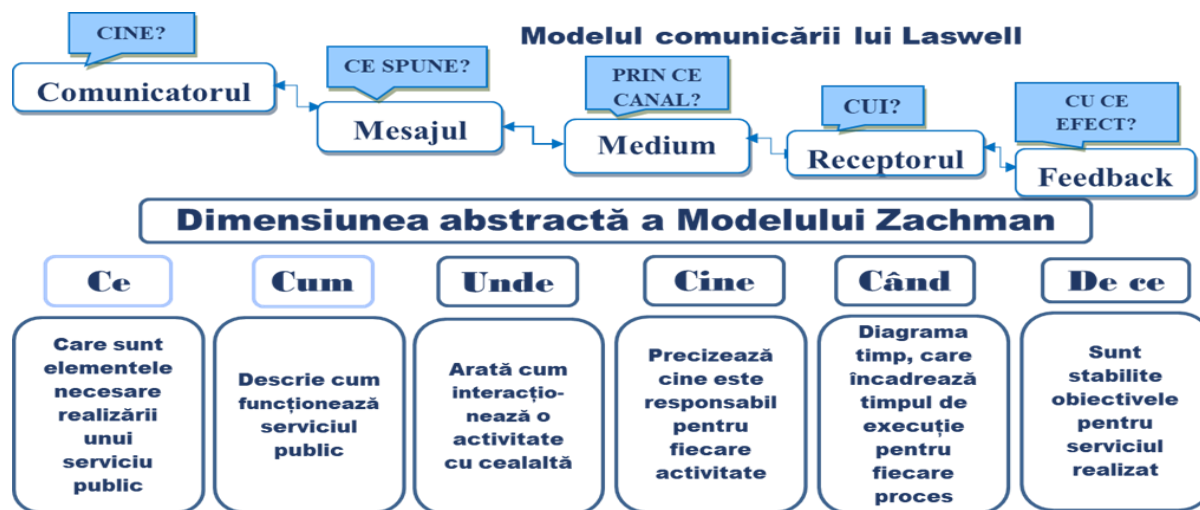 CINE?
Modelul comunicării lui Laswell
Comunicatorul
CE SPUNE?
Mesajul
PRIN CE
CANAL?
Medium
CUI?
Receptorul
CU CE
EFECT?
Feedback
Dimensiunea abstractă a Modelului Zachman
Ce
Cum
Unde
Cine
Când
De ce
Care sunt
elementele
necesare
realizării
unui
serviciu
public
Descrie cum
funcționează
serviciul
public
Arată cum
interacțio-
nează o
activitate
cu cealaltă
Precizează
cine este
responsabil
pentru
fiecare
activitate
Diagrama
timp, care
încadrează
timpul de
execuție
pentru
fiecare
proces
Sunt
stabilite
obiectivele
pentru
serviciul
realizat